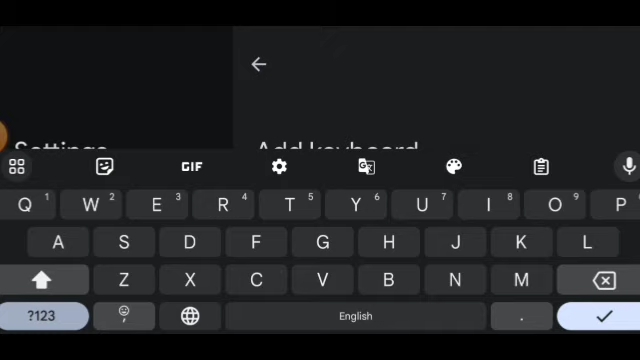 Settings
Add keyboard
GIF
Q 1 W 2 E 3 R 4 T 5 Y 6 U 7 I 8 O 9 P
A S D F G H J K L
Z X C V B N M
?123 , English .